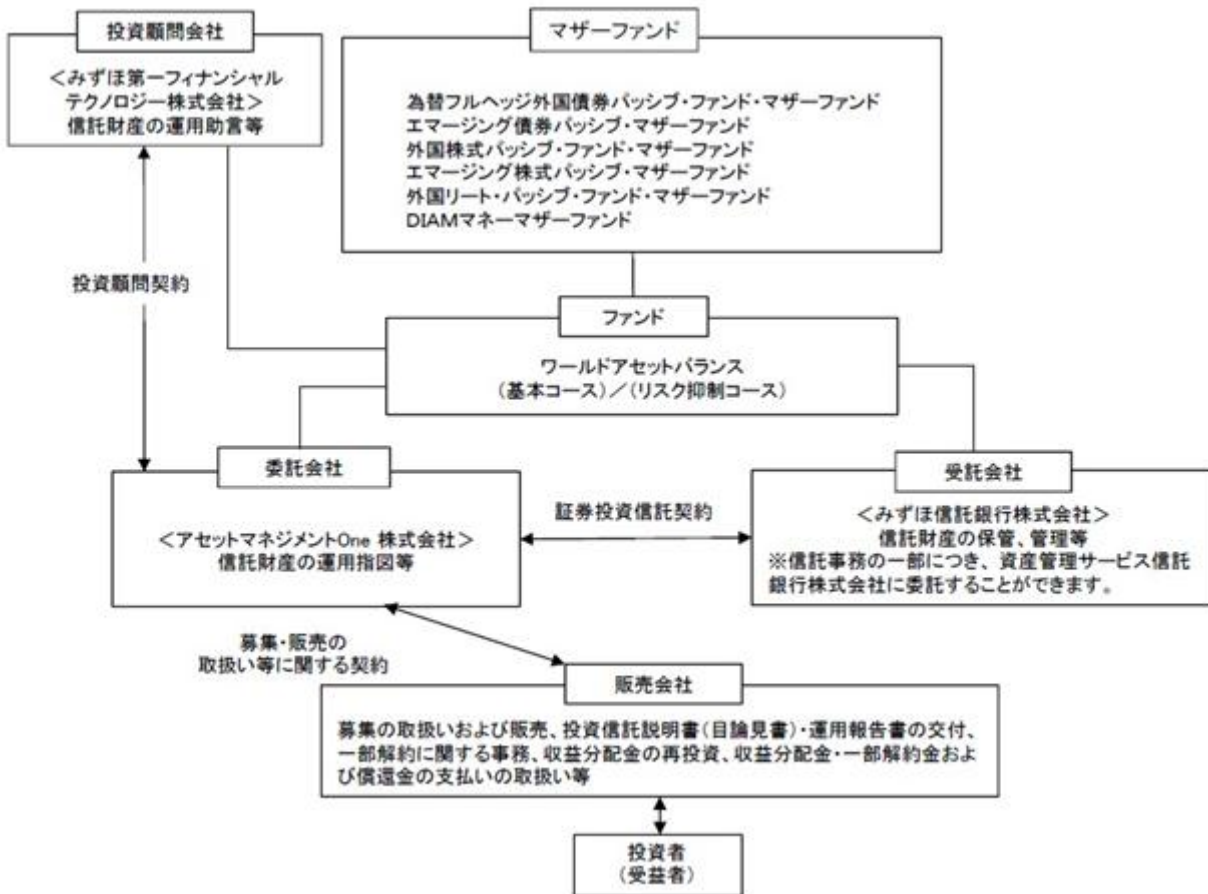 投資顧問会社
＜みずほ第一フィナンシャル
テクノロジー株式会社＞
信託財産の運用助言等
マザーファンド
為替フルヘッジ外国債券パッシブ・ファンド・マザーファンド
エマージング債券パッシブ・マザーファンド
外国株式パッシブ・ファンド・マザーファンド
エマージング株式パッシブ・マザーファンド
外国リート・パッシブ・ファンド・マザーファンド
DIAMマネーマザーファンド
投資顧問契約
ファンド
ワールドアセットバランス
（基本コース）／（リスク抑制コース）
委託会社
＜アセットマネジメントOne 株式会社＞
信託財産の運用指図等
証券投資信託契約
受託会社
＜みずほ信託銀行株式会社＞
信託財産の保管、管理等
※信託事務の一部につき、資産管理サービス信託
銀行株式会社に委託することができます。
募集・販売の
取扱い等に関する契約
販売会社
募集の取扱いおよび販売、投資信託説明書（目論見書）・運用報告書の交付、
一部解約に関する事務、収益分配金の再投資、収益分配金・一部解約金およ
び償還金の支払いの取扱い等
投資者
（受益者）